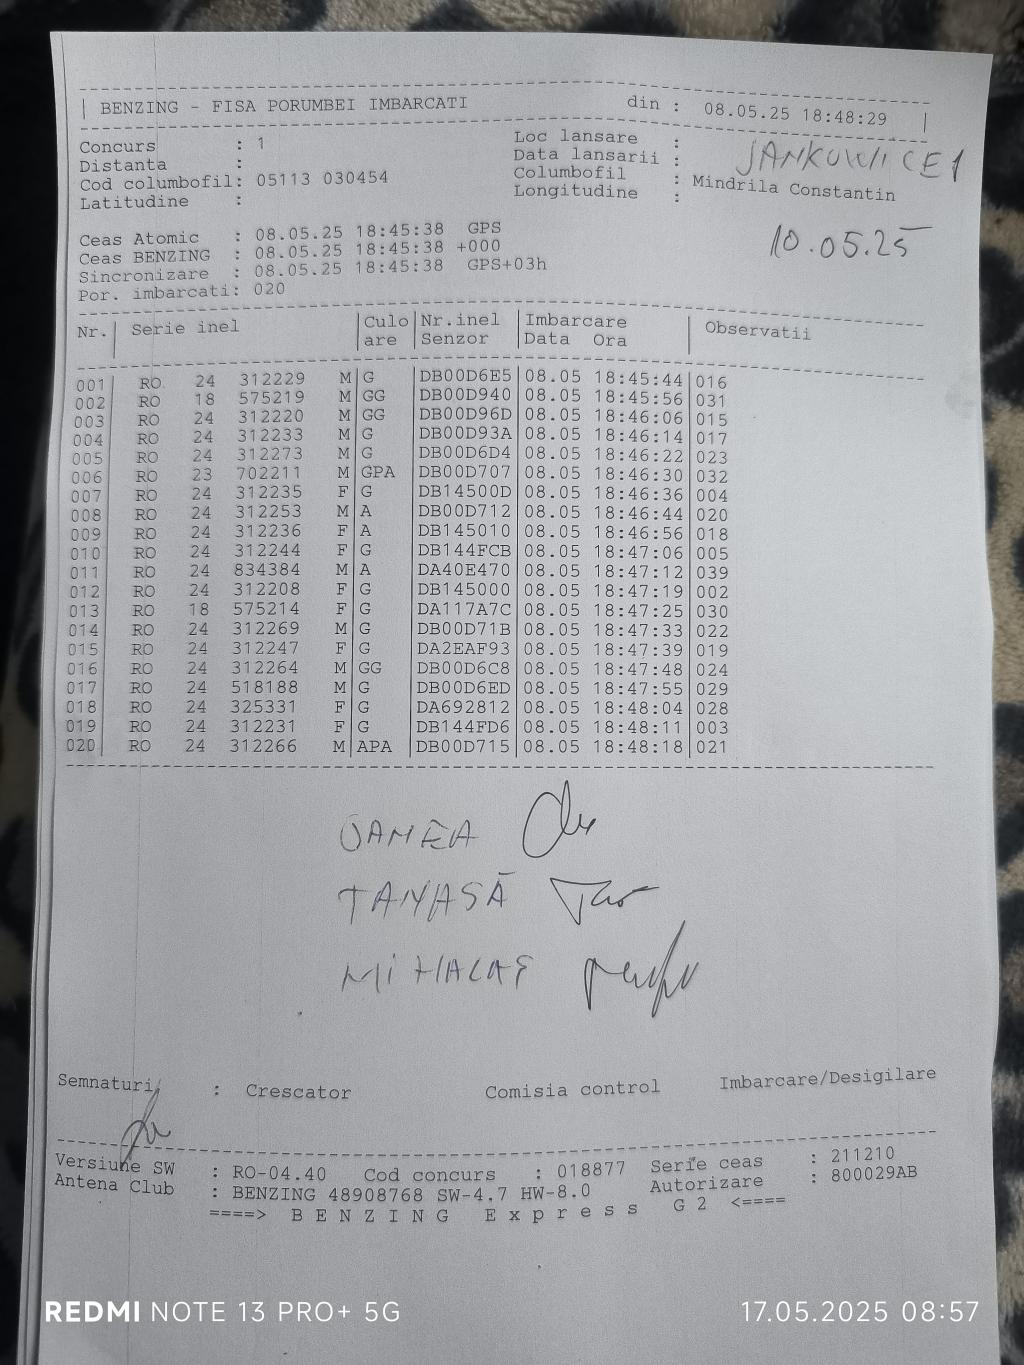 BENZING - FISA PORUMBEI IMBARCATI din : 08.05.25 18:48:29
Concurs : 1 Loc lansare : JANKOWICE 1
Distanta : Data lansarii :
Cod columbofil: 05113 030454 Columbofil : Mindrila Constantin
Latitudine : Longitudine :
10.05.25
Ceas Atomic : 08.05.25 18:45:38 GPS
Ceas BENZING : 08.05.25 18:45:38 +000
Sincronizare : 08.05.25 18:45:38 GPS+03h
Por. imbarcati: 020
Nr. Serie inel Culo Nr.inel Imbarcare Observatii
are Senzor Data Ora
001 RO 24 312229 M G DB00D6E5 08.05 18:45:44 016
002 RO 18 575219 M GG DB00D940 08.05 18:45:56 031
003 RO 24 312220 M GG DB00D96D 08.05 18:46:06 015
004 RO 24 312233 M G DB00D93A 08.05 18:46:14 017
005 RO 24 312273 M G DB00D6D4 08.05 18:46:22 023
006 RO 23 702211 M GPA DB00D707 08.05 18:46:30 032
007 RO 24 312235 F G DB14500D 08.05 18:46:36 004
008 RO 24 312253 M A DB00D712 08.05 18:46:44 020
009 RO 24 312236 F A DB145010 08.05 18:46:56 018
010 RO 24 312244 F G DB144FCB 08.05 18:47:06 005
011 RO 24 834384 M A DA40E470 08.05 18:47:12 039
012 RO 24 312208 F G DB145000 08.05 18:47:19 002
013 RO 18 575214 F G DA117A7C 08.05 18:47:25 030
014 RO 24 312269 M G DB00D71B 08.05 18:47:33 022
015 RO 24 312247 F G DA2EAF93 08.05 18:47:39 019
016 RO 24 312264 M GG DB00D6C8 08.05 18:47:48 024
017 RO 24 518188 M G DB00D6ED 08.05 18:47:55 029
018 RO 24 325331 F G DA692812 08.05 18:48:04 028
019 RO 24 312231 F G DB144FD6 08.05 18:48:11 003
020 RO 24 312266 M APA DB00D715 08.05 18:48:18 021
OANEA
TANASĂ
MIHALAȘ
Semnaturi : Crescator Comisia control Imbarcare/Desigilare
Versiune SW : RO-04.40 Cod concurs : 018877 Serie ceas : 211210
Antena Club : BENZING 48908768 SW-4.7 HW-8.0 Autorizare : 800029AB
====> BENZING Express G2 <====
REDMI NOTE 13 PRO+ 5G 17.05.2025 08:57